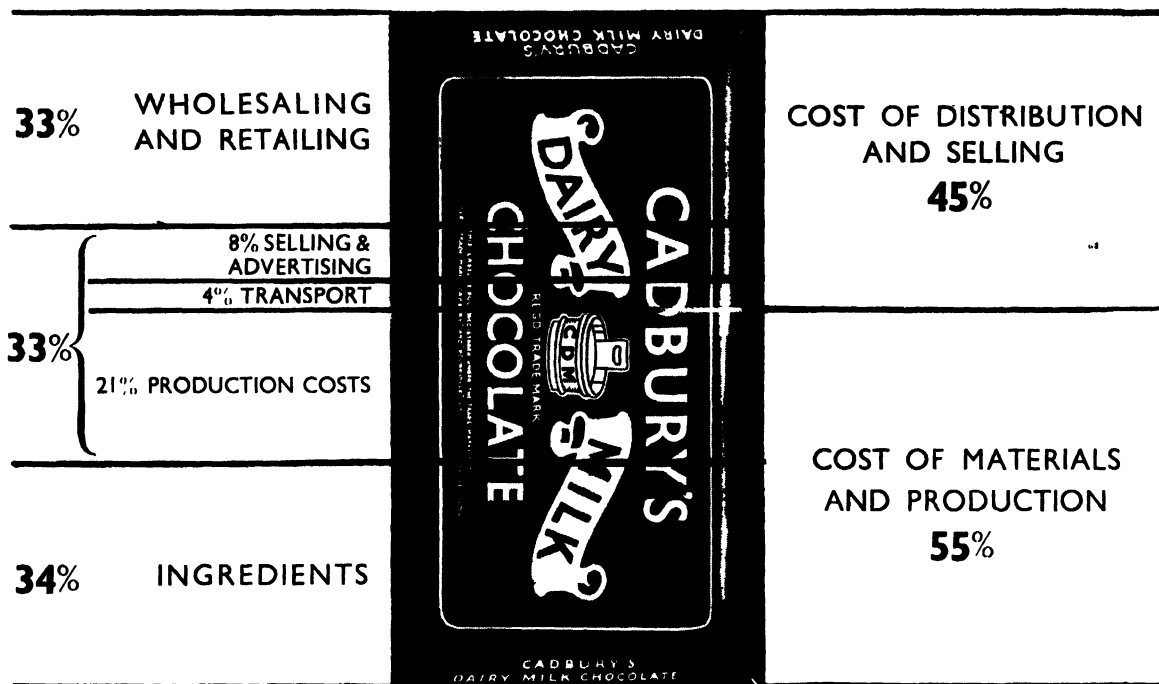 33% WHOLESALING
AND RETAILING
33%
8% SELLING &
ADVERTISING
4% TRANSPORT
21% PRODUCTION COSTS
34% INGREDIENTS
CADBURY'S
DAIRY MILK CHOCOLATE
CADBURY'S
DAIRY
MILK
C D M
REGD TRADE MARK
CHOCOLATE
CADBURY'S
DAIRY MILK CHOCOLATE
COST OF DISTRIBUTION
AND SELLING
45%
COST OF MATERIALS
AND PRODUCTION
55%